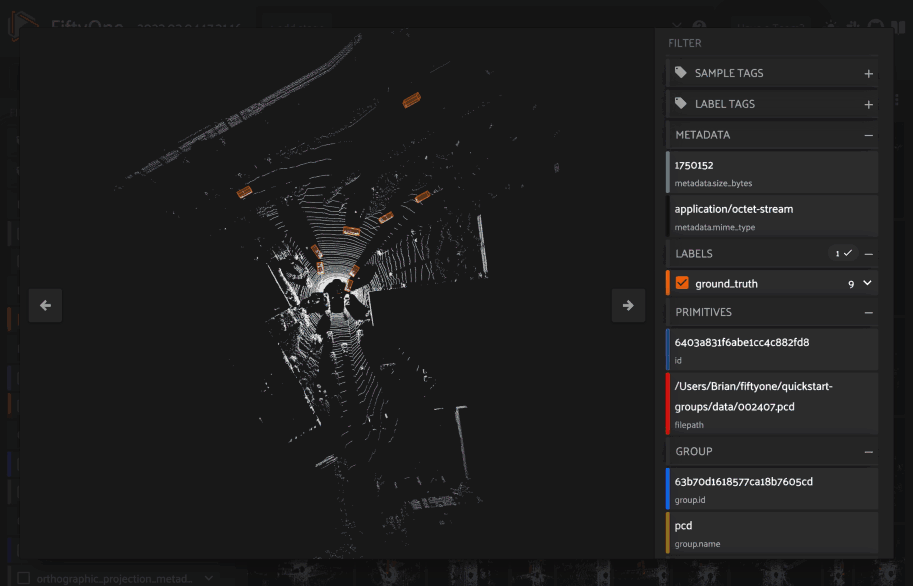 FiftyOne
FILTER
SAMPLE TAGS
LABEL TAGS
METADATA
1750152
metadata.size_bytes
application/octet-stream
metadata.mime_type
LABELS
1
ground_truth
9
PRIMITIVES
6403a831f6abe1cc4c882fd8
id
/Users/Brian/fiftyone/quickstart-
groups/data/002407.pcd
filepath
GROUP
63b70d1618577ca18b7605cd
group.id
pcd
group.name
orthographic_projection_metad...